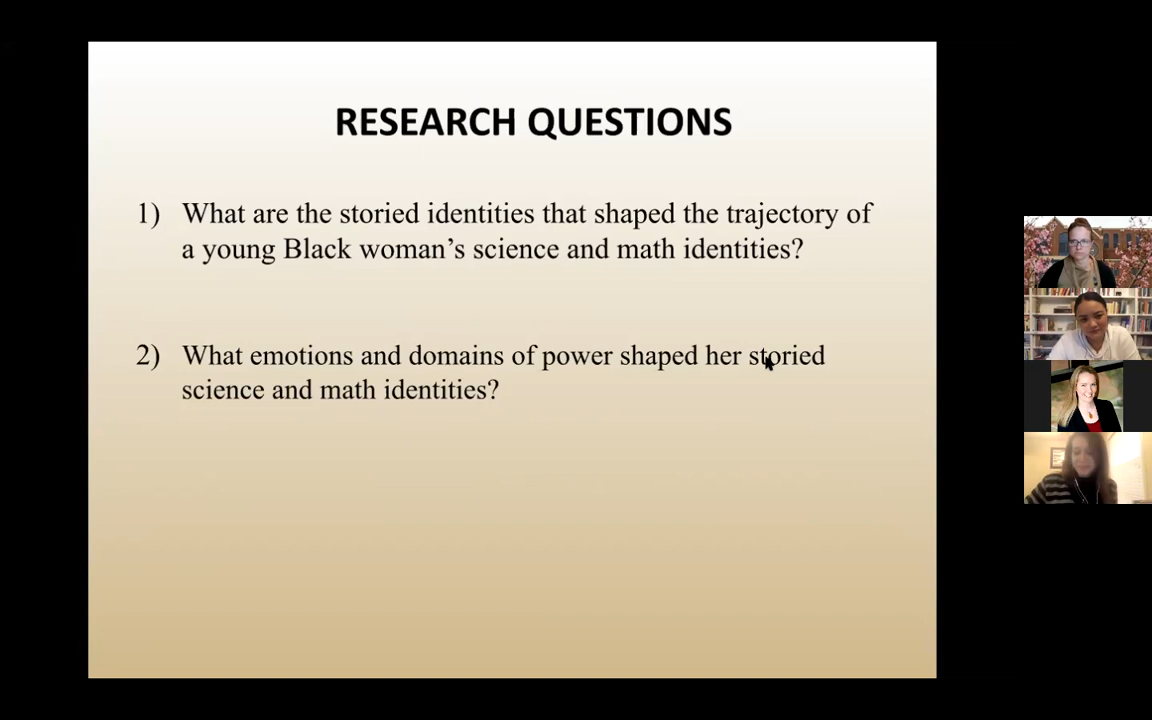 RESEARCH QUESTIONS
1) What are the storied identities that shaped the trajectory of
a young Black woman’s science and math identities?
2) What emotions and domains of power shaped her storied
science and math identities?